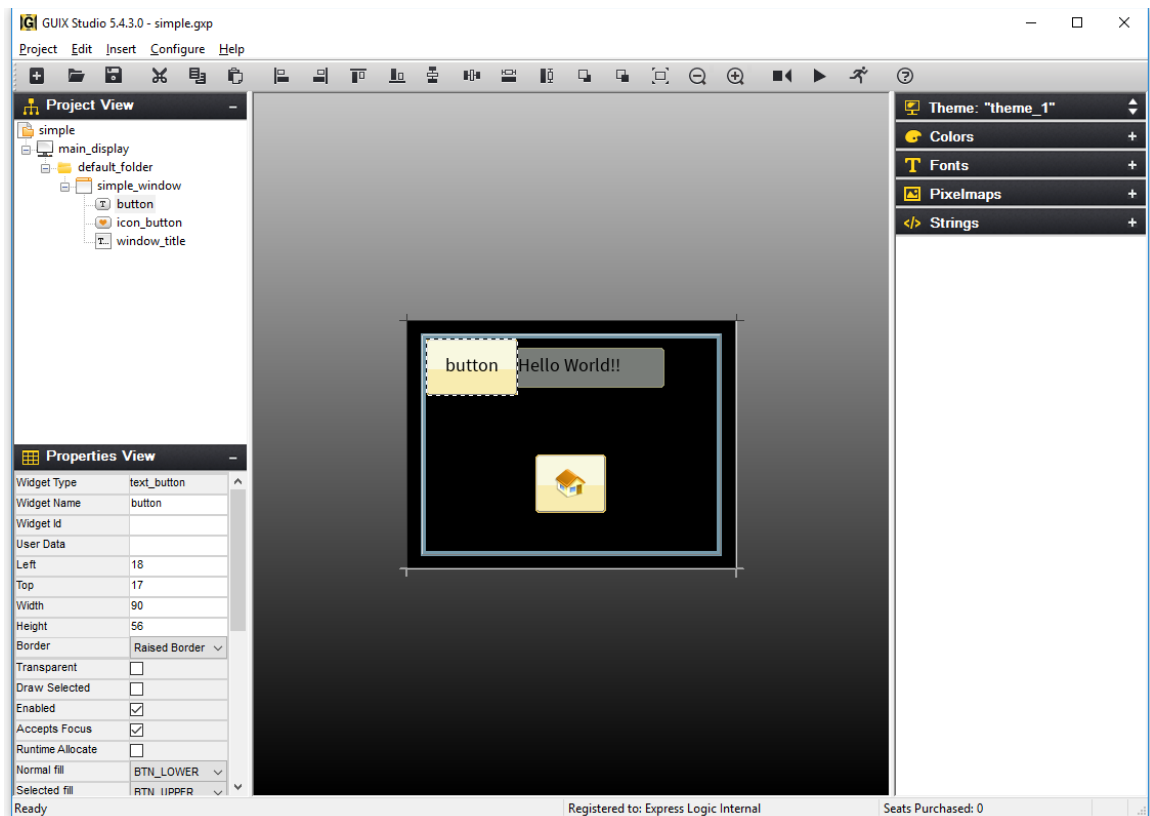 GUIX Studio 5.4.3.0 - simple.gxp
Project Edit Insert Configure Help
Project View
simple
main_display
default_folder
simple_window
button
icon_button
window_title
Properties View
Widget Type text_button
Widget Name button
Widget Id
User Data
Left 18
Top 17
Width 90
Height 56
Border Raised Border
Transparent
Draw Selected
Enabled
Accepts Focus
Runtime Allocate
Normal fill BTN_LOWER
Selected fill BTN_UPPER
button Hello World!!
Theme: "theme_1"
Colors
Fonts
Pixelmaps
Strings
Ready Registered to: Express Logic Internal Seats Purchased: 0